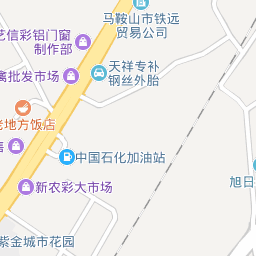 马鞍山市铁远
贸易公司
艺信彩铝门窗
制作部
天祥专补
钢丝外胎
禽批发市场
老地方饭店
售
中国石化加油站
旭日
新农彩大市场
紫金城市花园